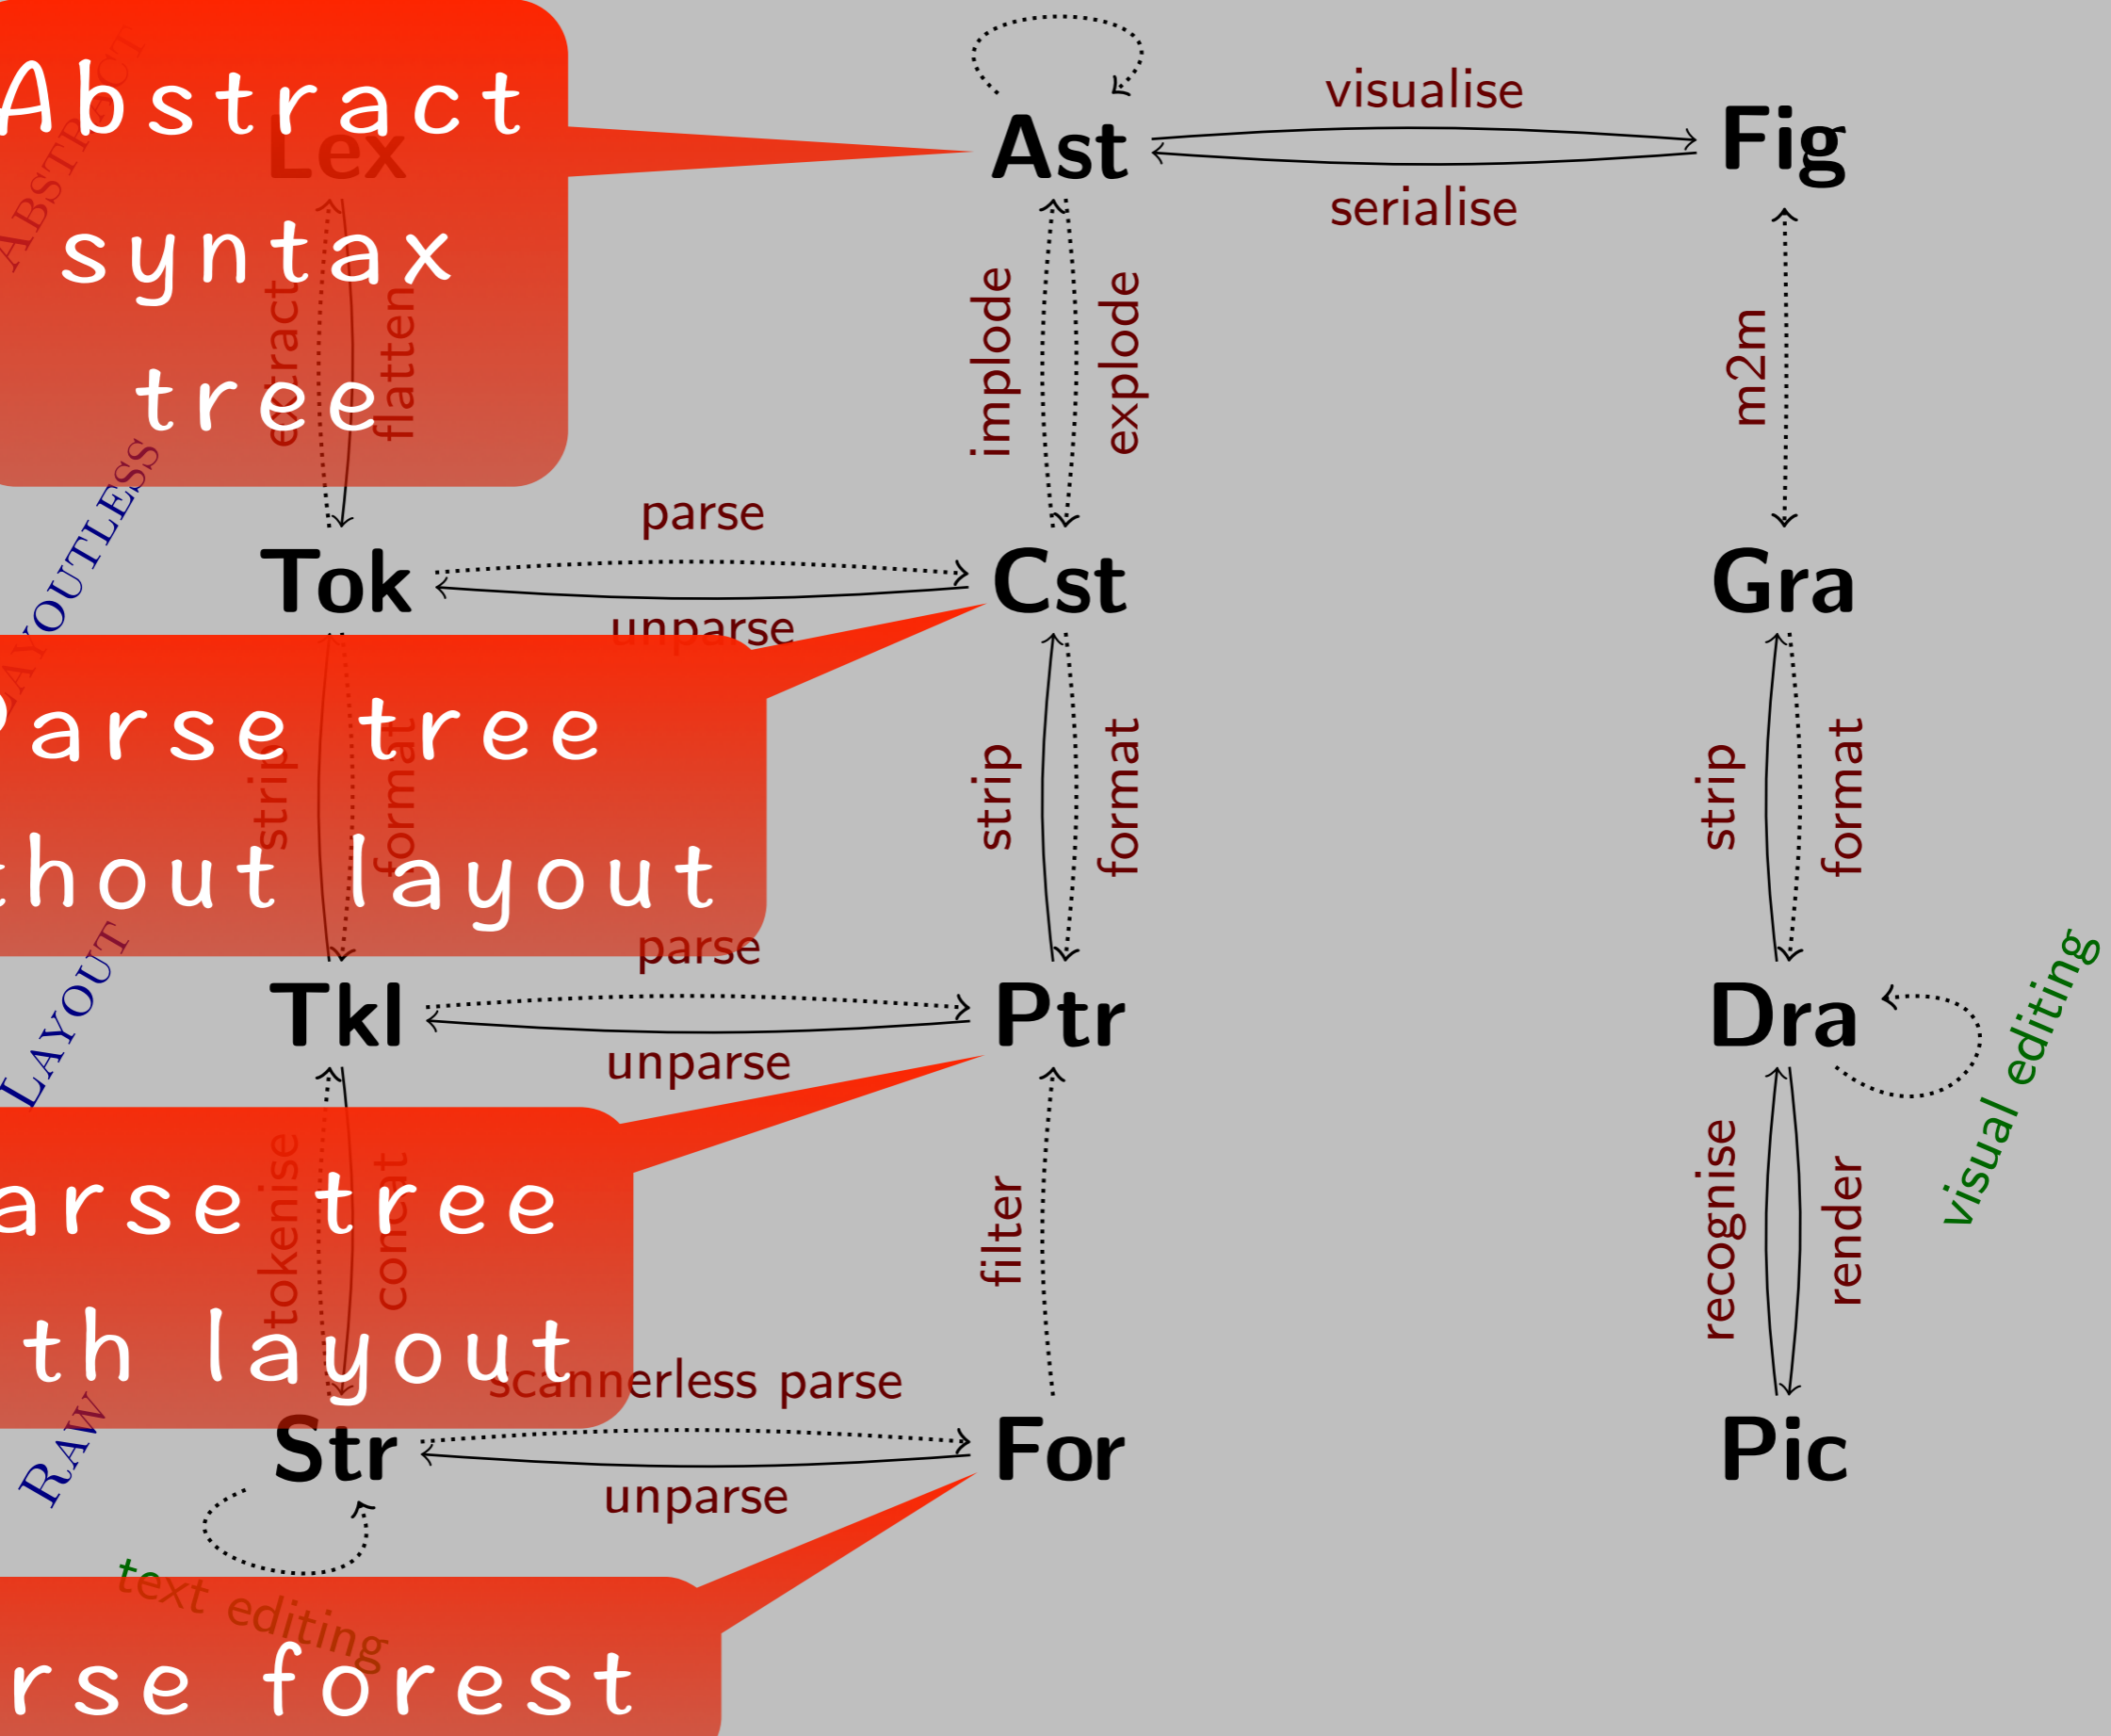 Abstract
syntax
tree
ABSTRACT
Lex
Ast
visualise
serialise
Fig
extract
flatten
implode
explode
m2m
LAYOUTLESS
Tok
parse
unparse
Cst
Gra
arse tree
thout layout
strip
format
strip
format
strip
format
LAYOUT
Tkl
parse
unparse
Ptr
Dra
visual editing
arse tree
th layout
tokenise
concat
filter
recognise
render
RAW
Str
scannerless parse
unparse
For
Pic
text editing
rse forest